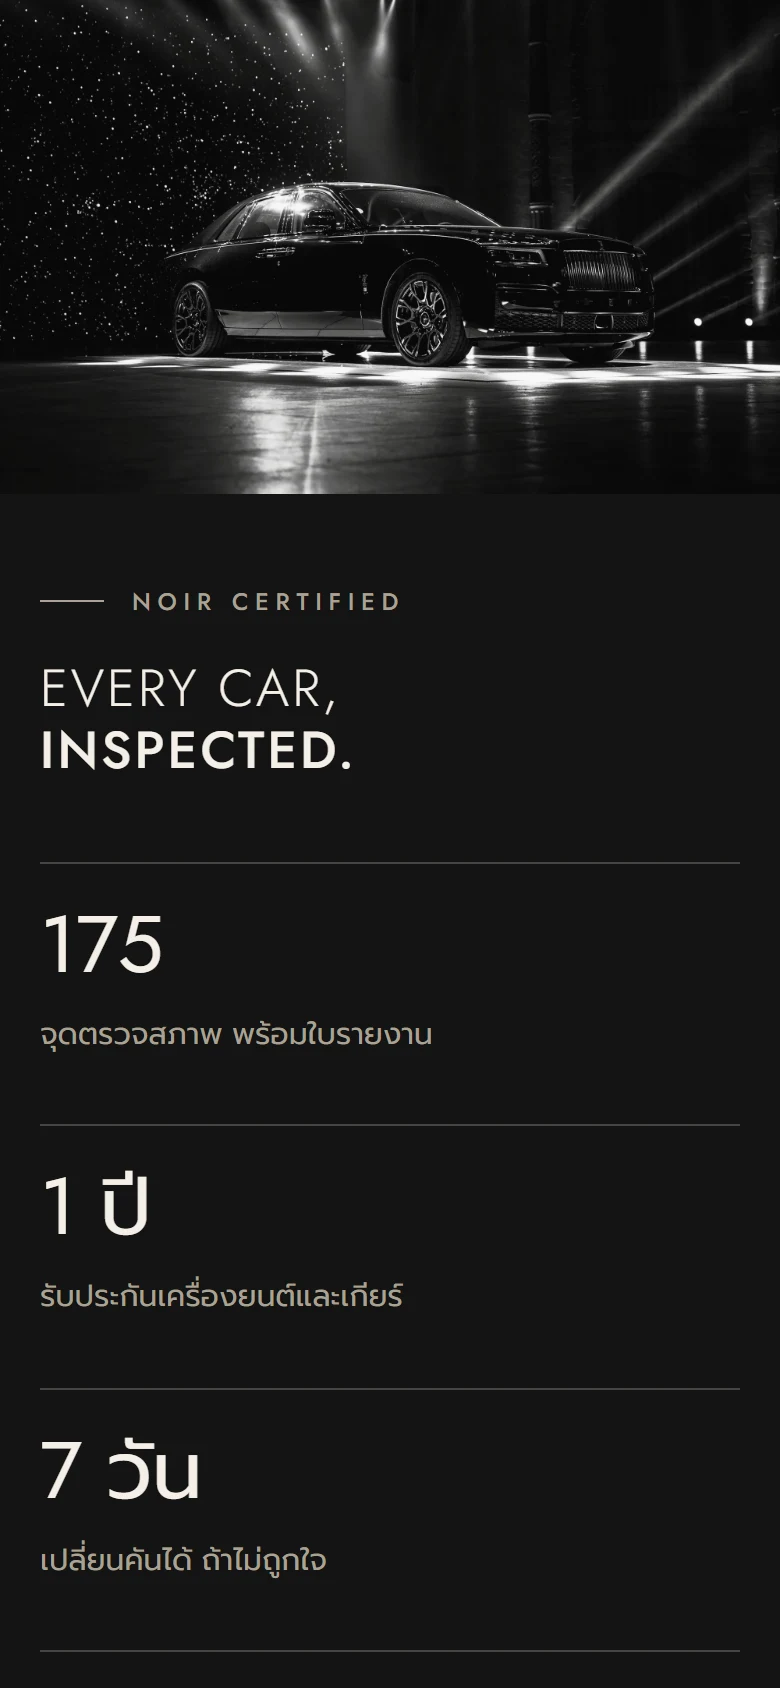 NOIR CERTIFIED
EVERY CAR,
INSPECTED.
175
จุดตรวจสภาพ พร้อมใบรายงาน
1 ปี
รับประกันเครื่องยนต์และเกียร์
7 วัน
เปลี่ยนคันได้ ถ้าไม่ถูกใจ